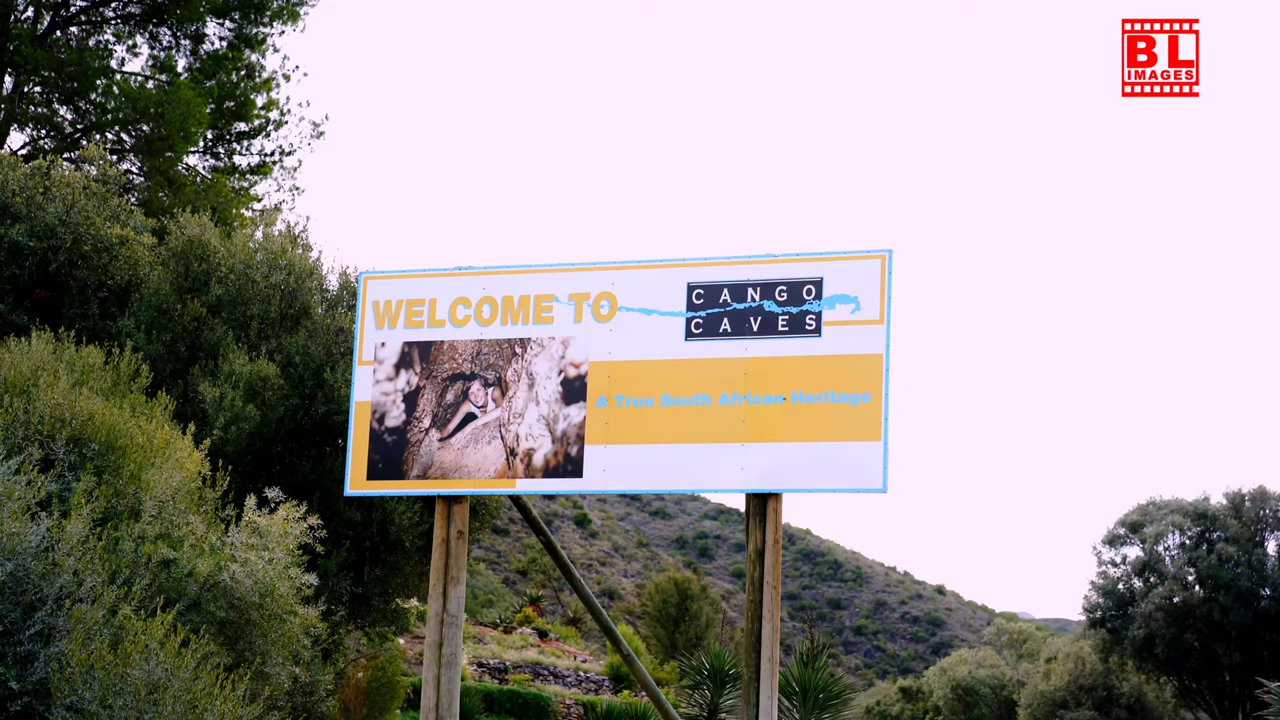 BL
IMAGES
WELCOME TO
CANGO
CAVES
A True South African Heritage